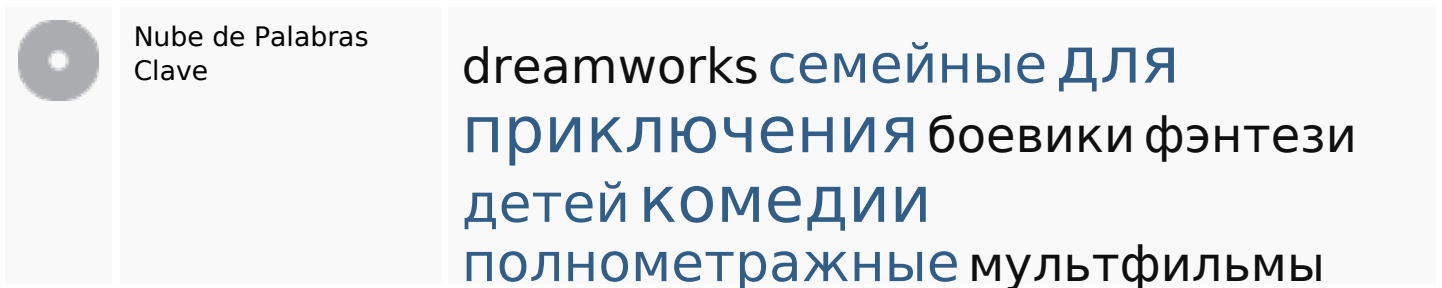 Nube de Palabras
Clave
dreamworks семейные для
приключения боевики фэнтези
детей комедии
полнометражные мультфильмы